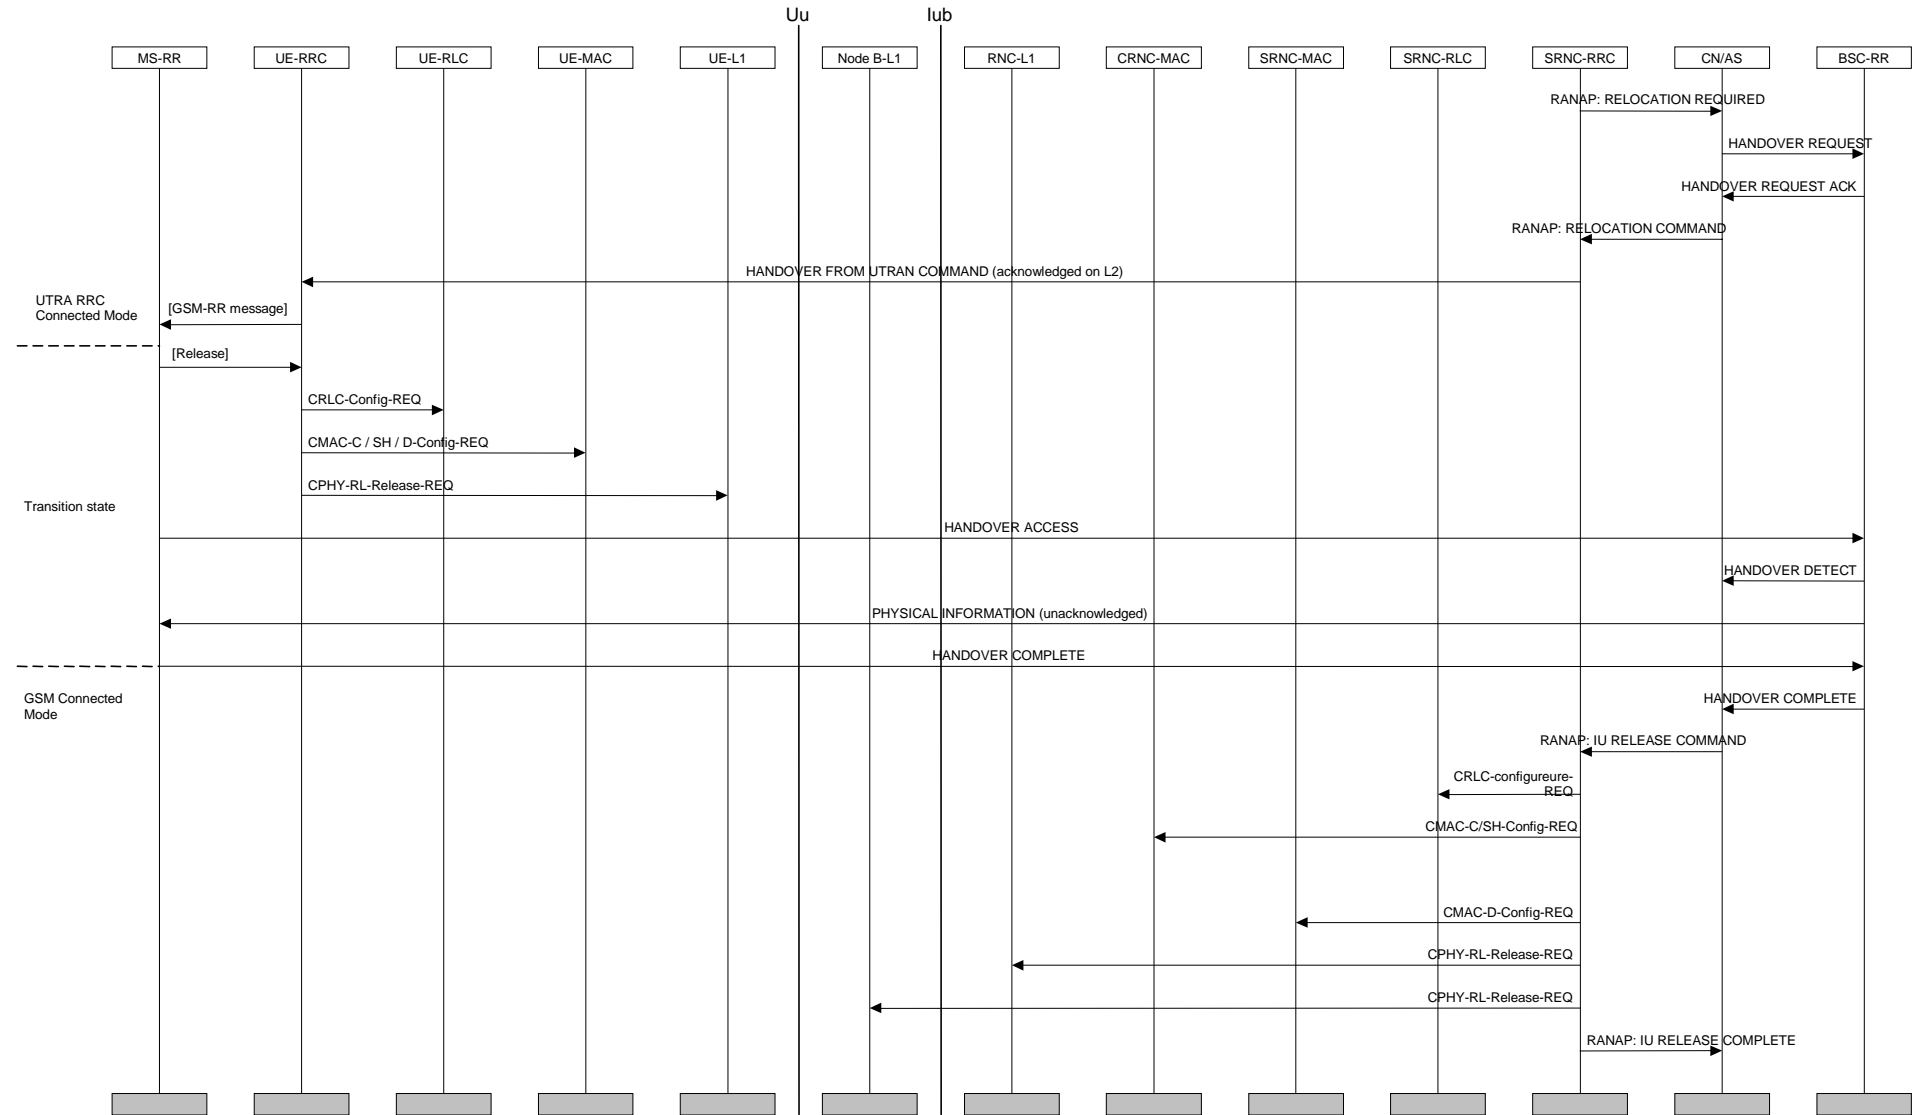 Uu
Iub
MS-RR
UE-RRC
UE-RLC
UE-MAC
UE-L1
Node B-L1
RNC-L1
CRNC-MAC
SRNC-MAC
SRNC-RLC
SRNC-RRC
CN/AS
BSC-RR
RANAP: RELOCATION REQUIRED
HANDOVER REQUEST
HANDOVER REQUEST ACK
RANAP: RELOCATION COMMAND
HANDOVER FROM UTRAN COMMAND (acknowledged on L2)
UTRA RRC
Connected Mode
[GSM-RR message]
[Release]
CRLC-Config-REQ
CMAC-C / SH / D-Config-REQ
CPHY-RL-Release-REQ
Transition state
HANDOVER ACCESS
HANDOVER DETECT
PHYSICAL INFORMATION (unacknowledged)
HANDOVER COMPLETE
GSM Connected
Mode
HANDOVER COMPLETE
RANAP: IU RELEASE COMMAND
CRLC-configureure-
REQ
CMAC-C/SH-Config-REQ
CMAC-D-Config-REQ
CPHY-RL-Release-REQ
CPHY-RL-Release-REQ
RANAP: IU RELEASE COMPLETE